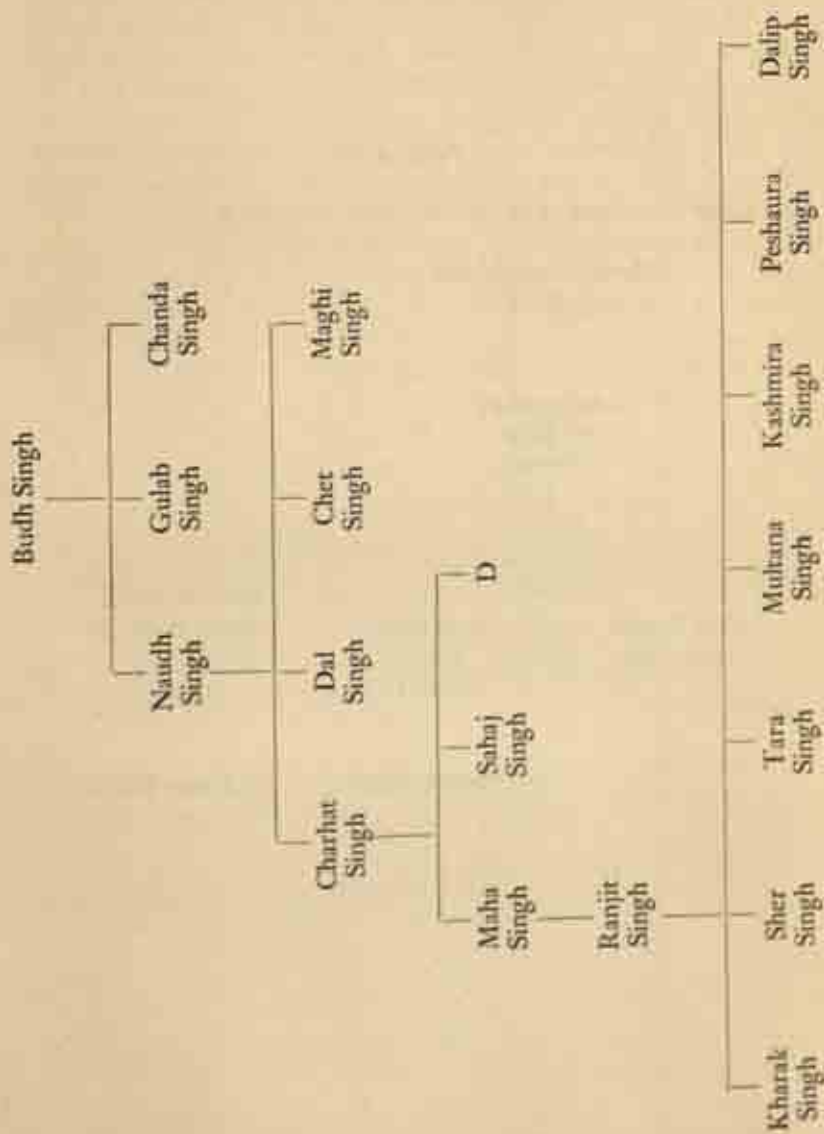 Budh Singh
Naudh
Singh
Gulab
Singh
Chanda
Singh
Charhat
Singh
Dal
Singh
Chet
Singh
Maghi
Singh
Maha
Singh
Sahaj
Singh
D
Ranjit
Singh
Kharak
Singh
Sher
Singh
Tara
Singh
Multana
Singh
Kashmira
Singh
Peshaura
Singh
Dalip
Singh